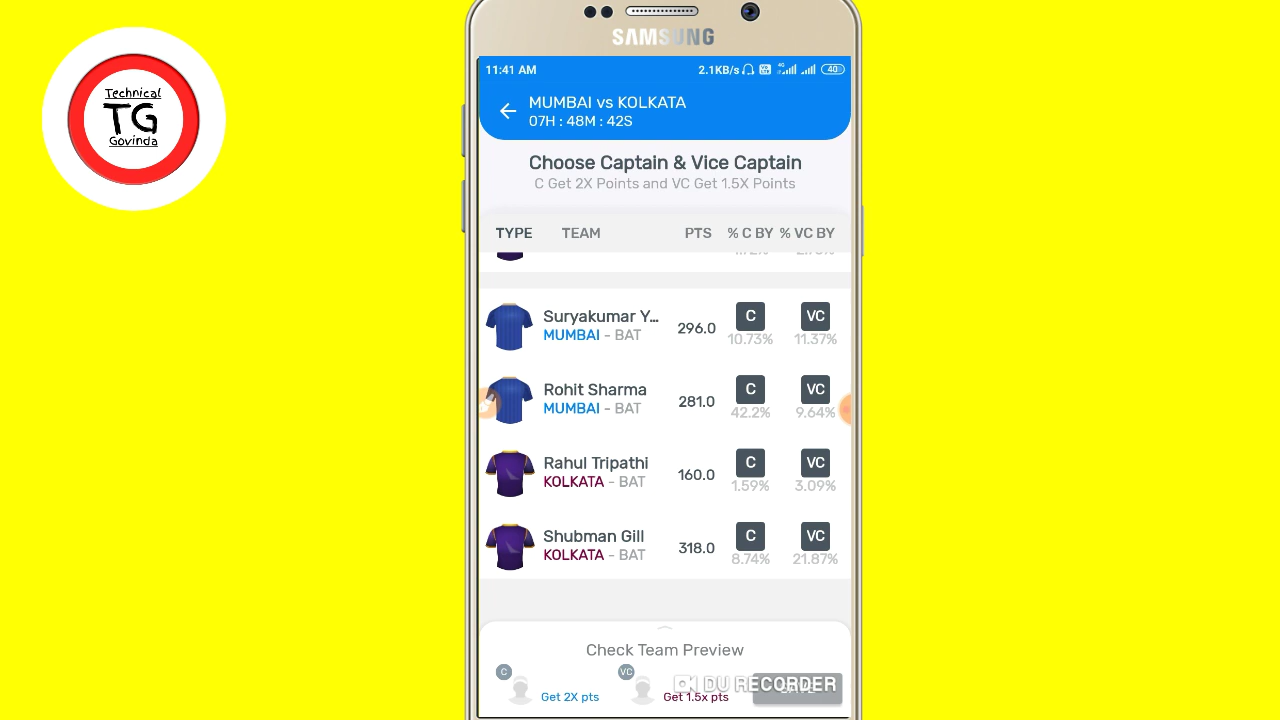 Technical
TG
Govinda
SAMSUNG
11:41 AM 2.1KB/s 4G 40
MUMBAI vs KOLKATA
07H : 48M : 42S
Choose Captain & Vice Captain
C Get 2X Points and VC Get 1.5X Points
TYPE TEAM PTS % C BY % VC BY
Suryakumar Y... 296.0 C VC
MUMBAI - BAT 10.73% 11.37%
Rohit Sharma 281.0 C VC
MUMBAI - BAT 42.2% 9.64%
Rahul Tripathi 160.0 C VC
KOLKATA - BAT 1.59% 3.09%
Shubman Gill 318.0 C VC
KOLKATA - BAT 8.74% 21.87%
Check Team Preview
C VC
DU RECORDER
Get 2X pts Get 1.5x pts